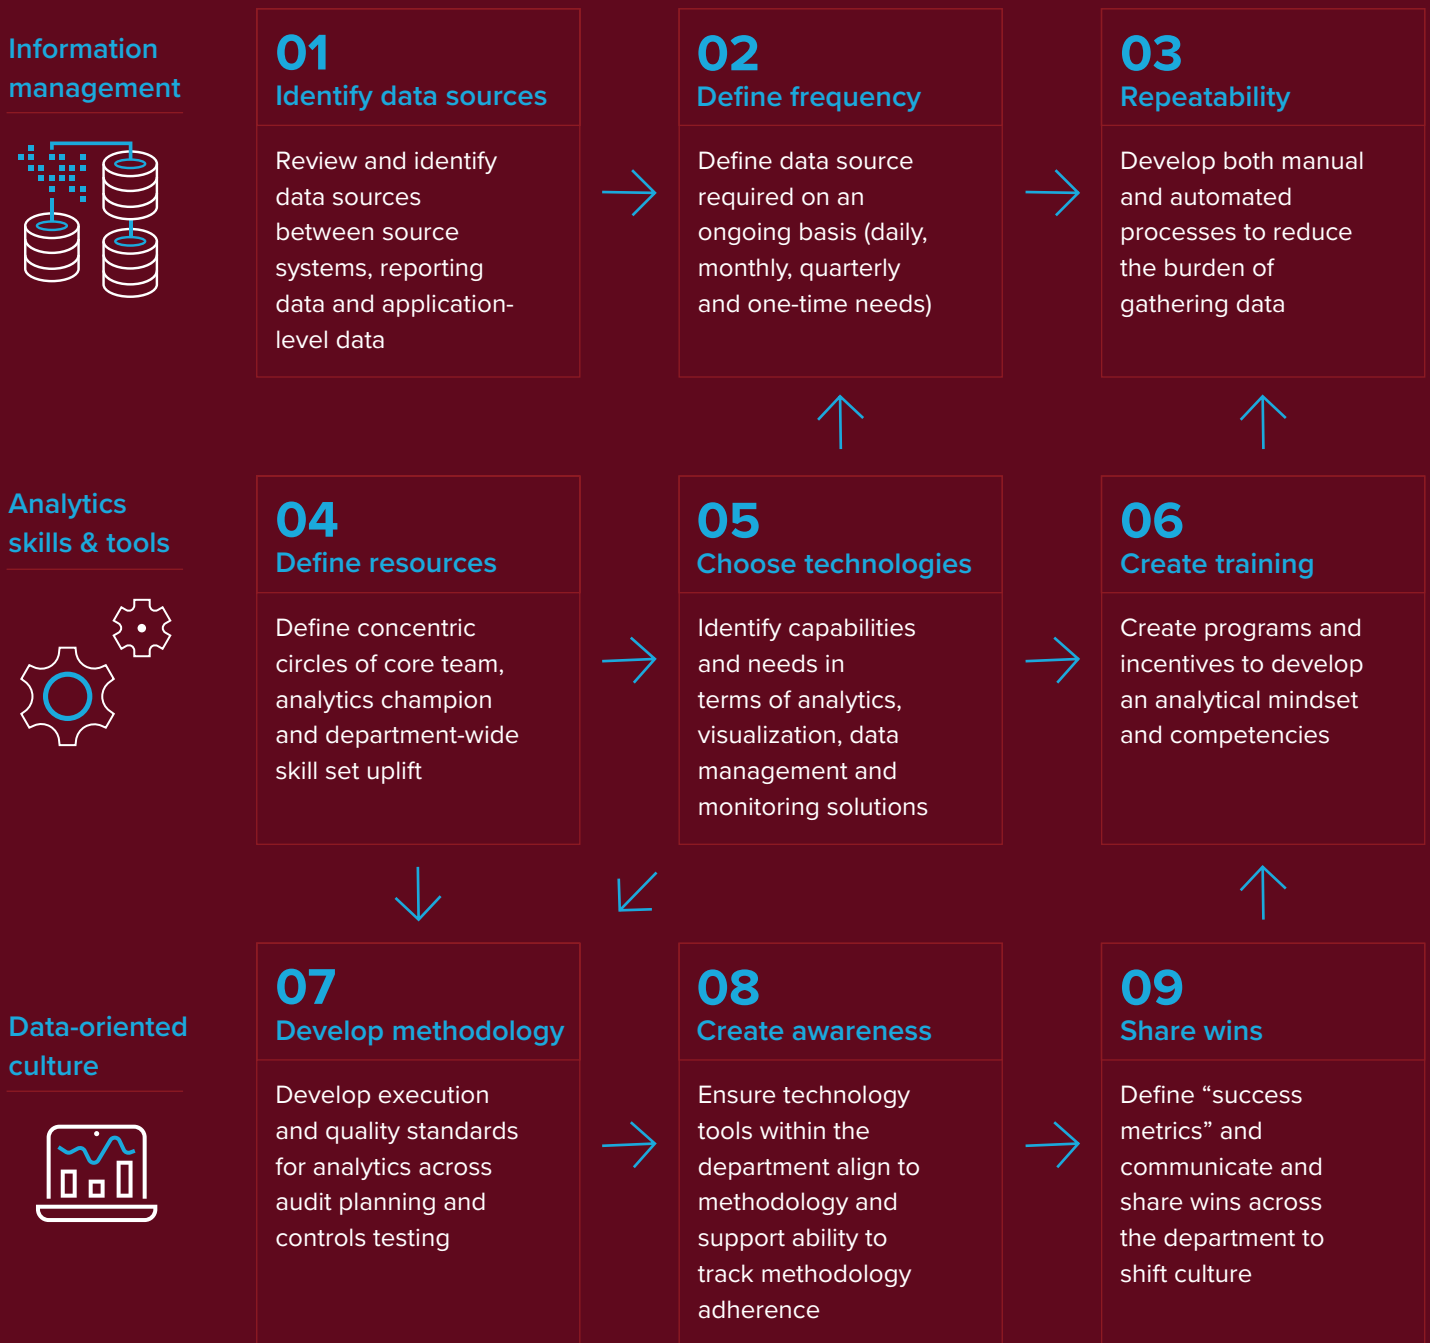 Information
management
01
Identify data sources
Review and identify
data sources
between source
systems, reporting
data and application-
level data
02
Define frequency
Define data source
required on an
ongoing basis (daily,
monthly, quarterly
and one-time needs)
03
Repeatability
Develop both manual
and automated
processes to reduce
the burden of
gathering data
Analytics
skills & tools
04
Define resources
Define concentric
circles of core team,
analytics champion
and department-wide
skill set uplift
05
Choose technologies
Identify capabilities
and needs in
terms of analytics,
visualization, data
management and
monitoring solutions
06
Create training
Create programs and
incentives to develop
an analytical mindset
and competencies
Data-oriented
culture
07
Develop methodology
Develop execution
and quality standards
for analytics across
audit planning and
controls testing
08
Create awareness
Ensure technology
tools within the
department align to
methodology and
support ability to
track methodology
adherence
09
Share wins
Define “success
metrics” and
communicate and
share wins across
the department to
shift culture